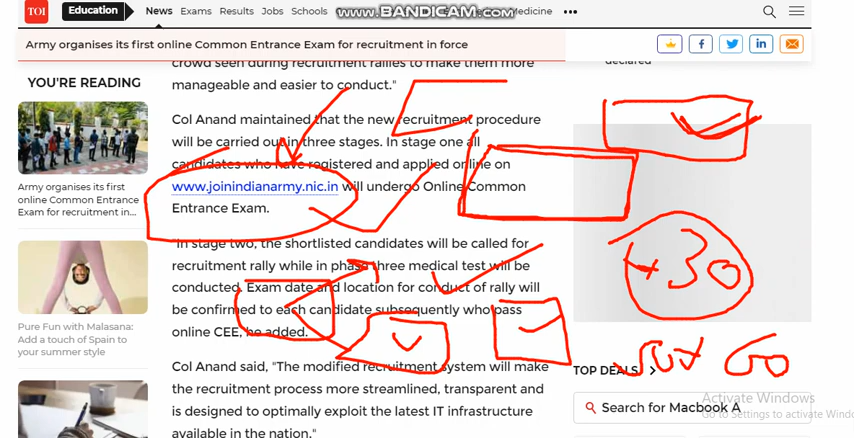 www.BANDICAM.com
TOI Education News Exams Results Jobs Schools Medicine •••
Army organises its first online Common Entrance Exam for recruitment in force
crowd seen during recruitment rallies to make them more
manageable and easier to conduct."
declared
YOU'RE READING
Army organises its first
online Common Entrance
Exam for recruitment in...
Pure Fun with Malasana:
Add a touch of Spain to
your summer style
Col Anand maintained that the new recruitment procedure
will be carried out in three stages. In stage one all
candidates who have registered and applied online on
www.joinindianarmy.nic.in will undergo Online Common
Entrance Exam.
"In stage two, the shortlisted candidates will be called for
recruitment rally while in phase three medical test will be
conducted. Exam date and location for conduct of rally will
be confirmed to each candidate subsequently who pass
online CEE, he added.
Col Anand said, "The modified recruitment system will make
the recruitment process more streamlined, transparent and
is designed to optimally exploit the latest IT infrastructure
available in the nation."
30
TOP DEALS
Search for Macbook A
Activate Windows
Go to Settings to activate Windo